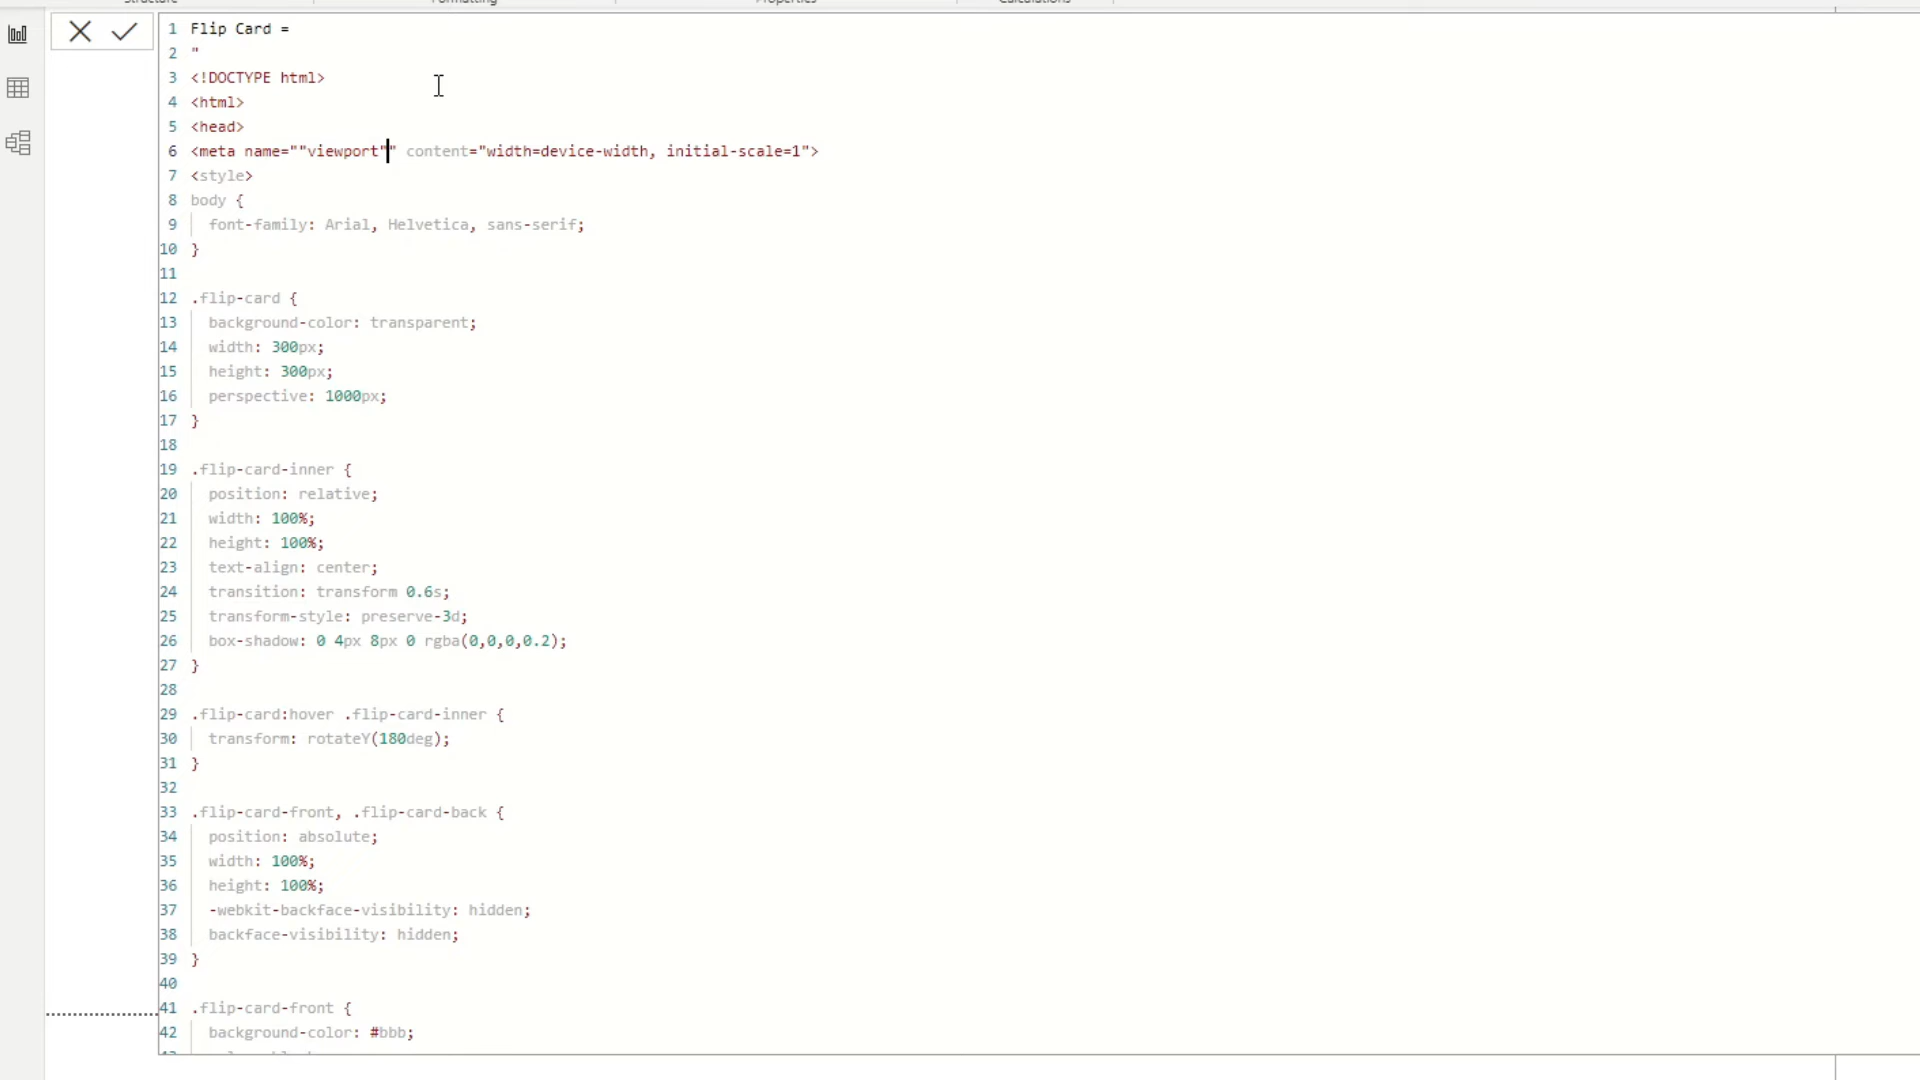 Structure Formatting Properties Calculations
1 Flip Card =
2 "
3 <!DOCTYPE html>
4 <html>
5 <head>
6 <meta name=""viewport"" content="width=device-width, initial-scale=1">
7 <style>
8 body {
9 font-family: Arial, Helvetica, sans-serif;
10 }
11
12 .flip-card {
13 background-color: transparent;
14 width: 300px;
15 height: 300px;
16 perspective: 1000px;
17 }
18
19 .flip-card-inner {
20 position: relative;
21 width: 100%;
22 height: 100%;
23 text-align: center;
24 transition: transform 0.6s;
25 transform-style: preserve-3d;
26 box-shadow: 0 4px 8px 0 rgba(0,0,0,0.2);
27 }
28
29 .flip-card:hover .flip-card-inner {
30 transform: rotateY(180deg);
31 }
32
33 .flip-card-front, .flip-card-back {
34 position: absolute;
35 width: 100%;
36 height: 100%;
37 -webkit-backface-visibility: hidden;
38 backface-visibility: hidden;
39 }
40
41 .flip-card-front {
42 background-color: #bbb;